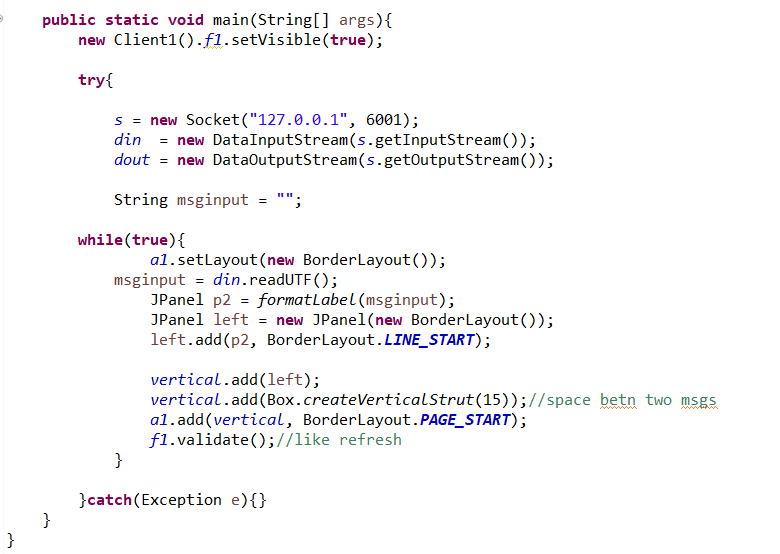 public static void main(String[] args){
new Client1().f1.setVisible(true);
try{
s = new Socket("127.0.0.1", 6001);
din  = new DataInputStream(s.getInputStream());
dout = new DataOutputStream(s.getOutputStream());
String msginput = "";
while(true){
a1.setLayout(new BorderLayout());
msginput = din.readUTF();
JPanel p2 = formatLabel(msginput);
JPanel left = new JPanel(new BorderLayout());
left.add(p2, BorderLayout.LINE_START);
vertical.add(left);
vertical.add(Box.createVerticalStrut(15));//space betn two msgs
a1.add(vertical, BorderLayout.PAGE_START);
f1.validate();//like refresh
}
}catch(Exception e){}
}
}